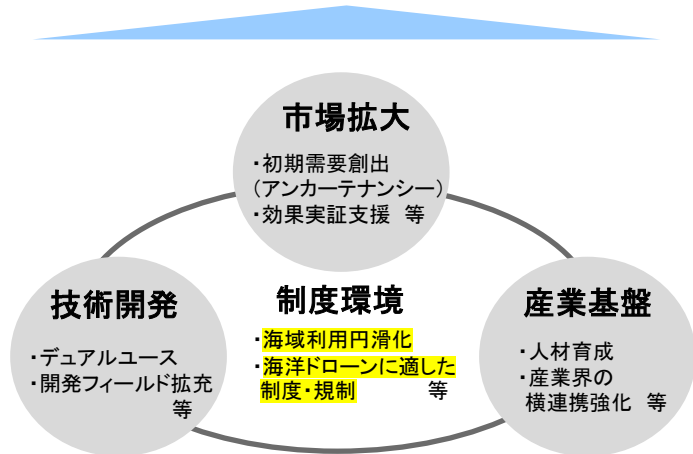 市場拡大
・初期需要創出
(アンカーテナンシー)
・効果実証支援 等
技術開発
・デュアルユース
・開発フィールド拡充
等
制度環境
・海域利用円滑化
・海洋ドローンに適した
制度・規制 等
産業基盤
・人材育成
・産業界の
横連携強化 等